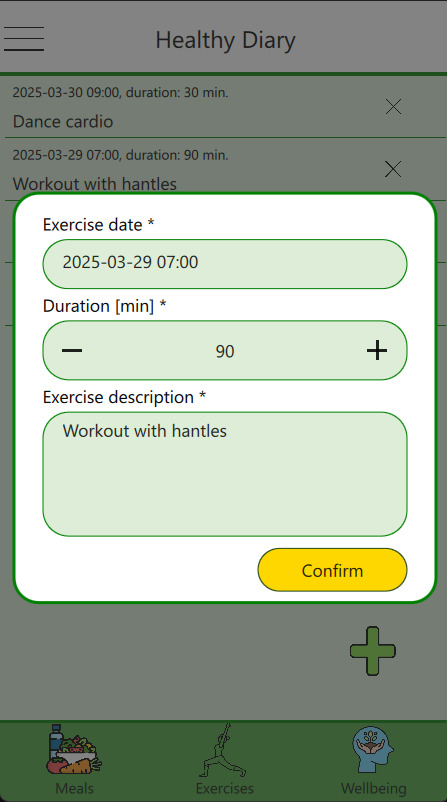 Healthy Diary
2025-03-30 09:00, duration: 30 min.
Dance cardio
2025-03-29 07:00, duration: 90 min.
Workout with hantles
Exercise date *
2025-03-29 07:00
Duration [min] *
90
Exercise description *
Workout with hantles
Confirm
Meals
Exercises
Wellbeing